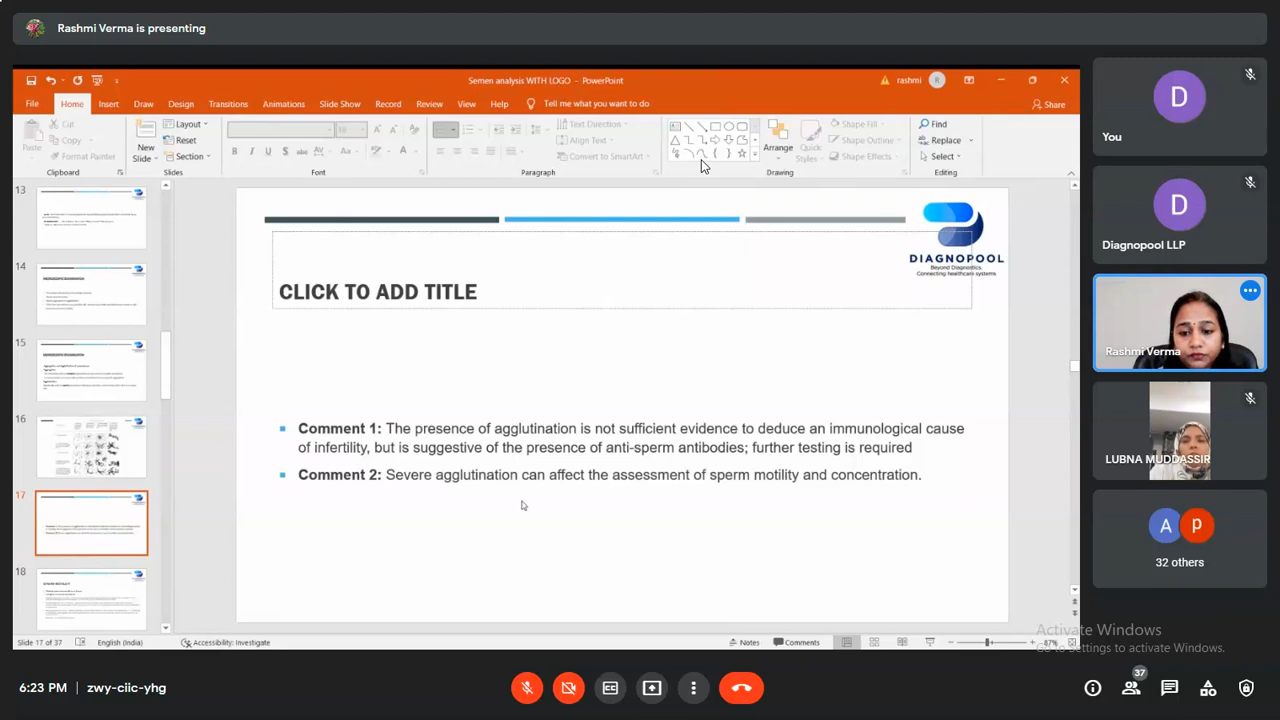 Rashmi Verma is presenting
Semen analysis WITH LOGO - PowerPoint
rashmi
R
File Home Insert Draw Design Transitions Animations Slide Show Record Review View Help Tell me what you want to do
Share
Paste
Cut
Copy
Format Painter
Clipboard
New
Slide
Layout
Reset
Section
Slides
Font
Text Direction
Align Text
Convert to SmartArt
Paragraph
Arrange
Quick
Styles
Shape Fill
Shape Outline
Shape Effects
Drawing
Find
Replace
Select
Editing
13
14
15
16
17
18
DIAGNOPOOL
Beyond Diagnostics,
Connecting healthcare systems
CLICK TO ADD TITLE
Comment 1: The presence of agglutination is not sufficient evidence to deduce an immunological cause
of infertility, but is suggestive of the presence of anti-sperm antibodies; further testing is required
Comment 2: Severe agglutination can affect the assessment of sperm motility and concentration.
Slide 17 of 37 English (India) Accessibility: Investigate Notes Comments 87%
D
You
D
Diagnopool LLP
Rashmi Verma
LUBNA MUDDASSIR
A P
32 others
Activate Windows
Go to Settings to activate Windows.
6:23 PM | zwy-ciic-yhg
37